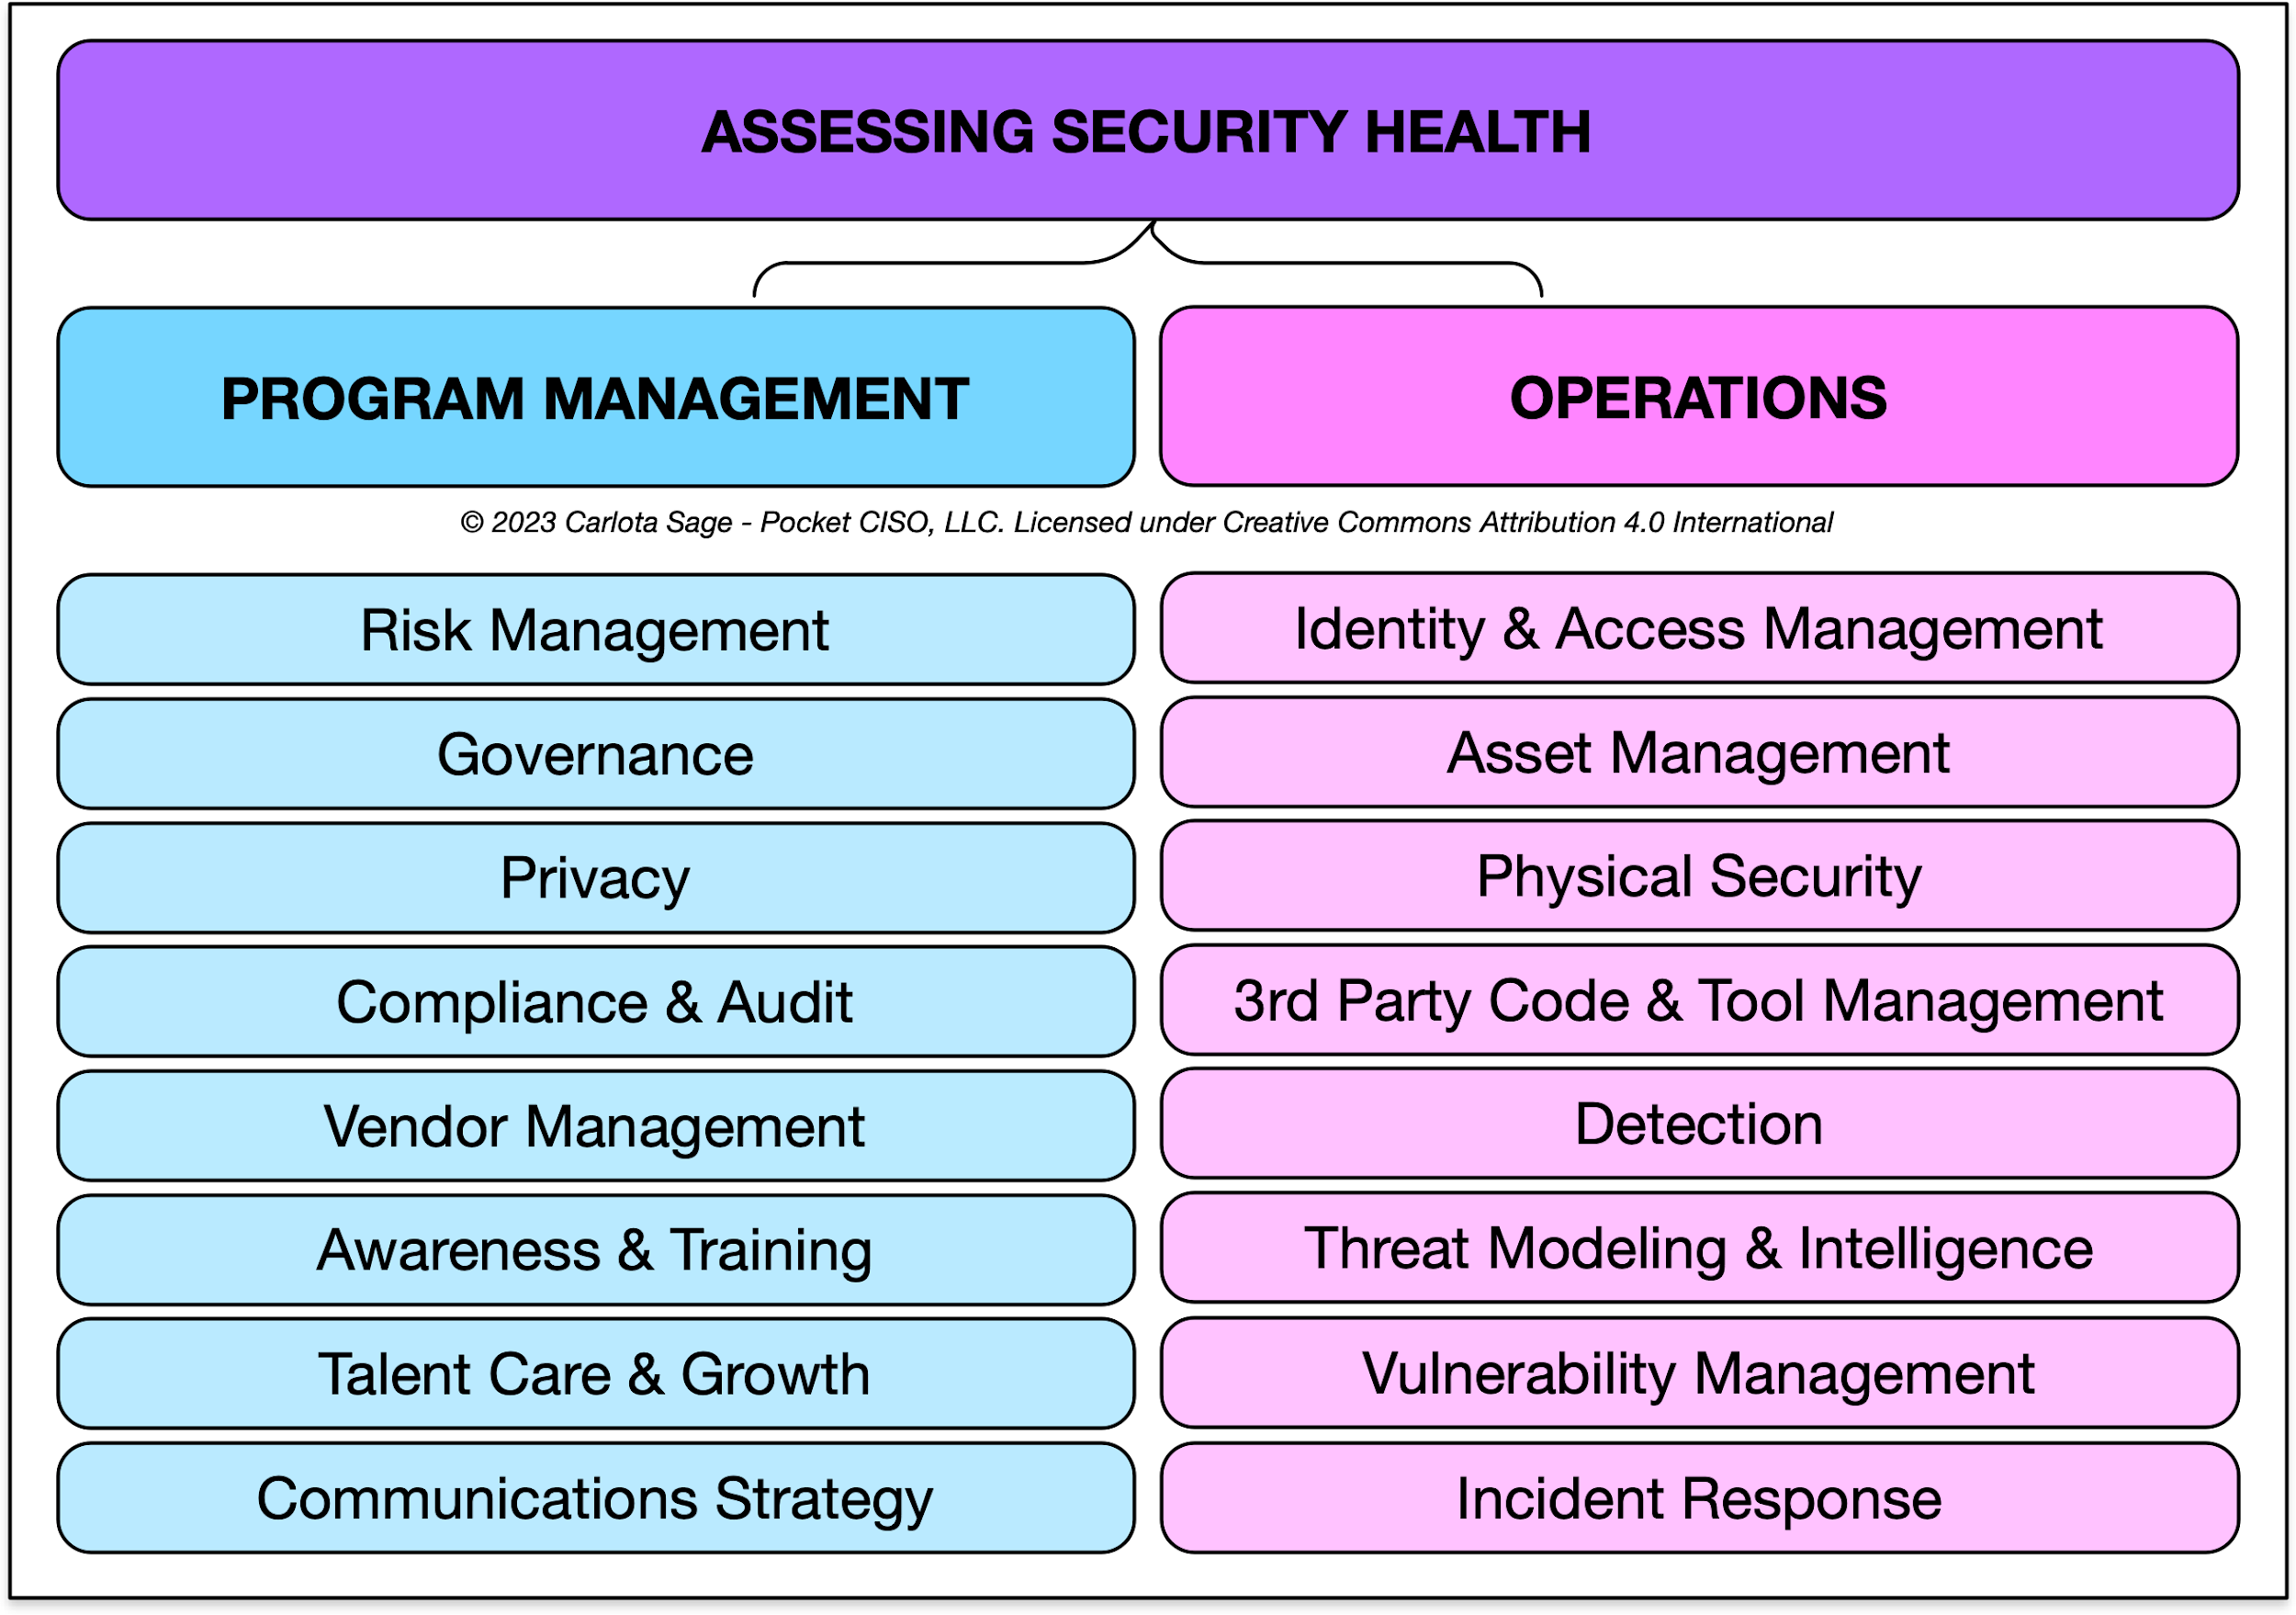 ASSESSING SECURITY HEALTH
PROGRAM MANAGEMENT
OPERATIONS
© 2023 Carlota Sage - Pocket CISO, LLC. Licensed under Creative Commons Attribution 4.0 International
Risk Management
Governance
Privacy
Compliance & Audit
Vendor Management
Awareness & Training
Talent Care & Growth
Communications Strategy
Identity & Access Management
Asset Management
Physical Security
3rd Party Code & Tool Management
Detection
Threat Modeling & Intelligence
Vulnerability Management
Incident Response